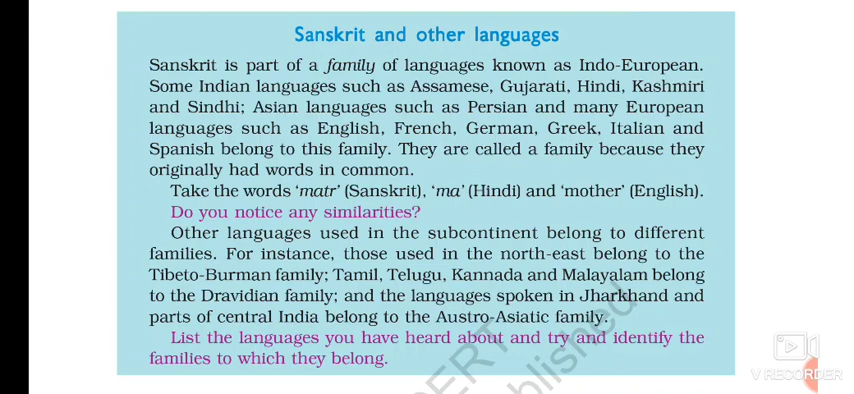 Sanskrit and other languages
Sanskrit is part of a family of languages known as Indo-European.
Some Indian languages such as Assamese, Gujarati, Hindi, Kashmiri
and Sindhi; Asian languages such as Persian and many European
languages such as English, French, German, Greek, Italian and
Spanish belong to this family. They are called a family because they
originally had words in common.
Take the words ‘matr’ (Sanskrit), ‘ma’ (Hindi) and ‘mother’ (English).
Do you notice any similarities?
Other languages used in the subcontinent belong to different
families. For instance, those used in the north-east belong to the
Tibeto-Burman family; Tamil, Telugu, Kannada and Malayalam belong
to the Dravidian family; and the languages spoken in Jharkhand and
parts of central India belong to the Austro-Asiatic family.
List the languages you have heard about and try and identify the
families to which they belong.
V RECORDER